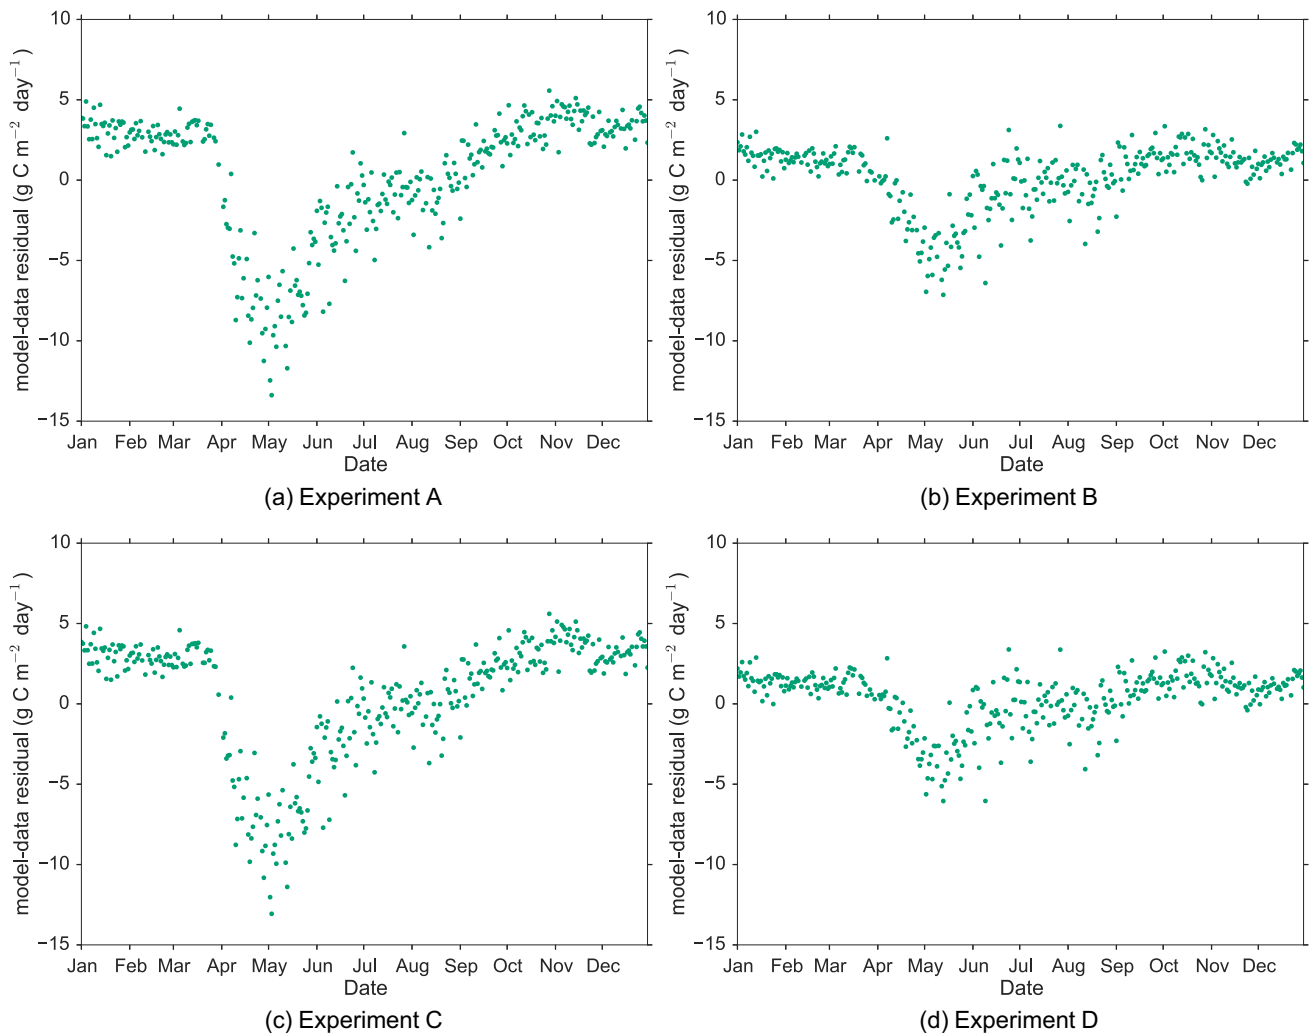 10
5
0
−5
−10
−15
model-data residual (g C m−2 day−1 )
Jan Feb Mar Apr May Jun Jul Aug Sep Oct Nov Dec
Date
(a) Experiment A
10
5
0
−5
−10
−15
model-data residual (g C m−2 day−1 )
Jan Feb Mar Apr May Jun Jul Aug Sep Oct Nov Dec
Date
(b) Experiment B
10
5
0
−5
−10
−15
model-data residual (g C m−2 day−1 )
Jan Feb Mar Apr May Jun Jul Aug Sep Oct Nov Dec
Date
(c) Experiment C
10
5
0
−5
−10
−15
model-data residual (g C m−2 day−1 )
Jan Feb Mar Apr May Jun Jul Aug Sep Oct Nov Dec
Date
(d) Experiment D